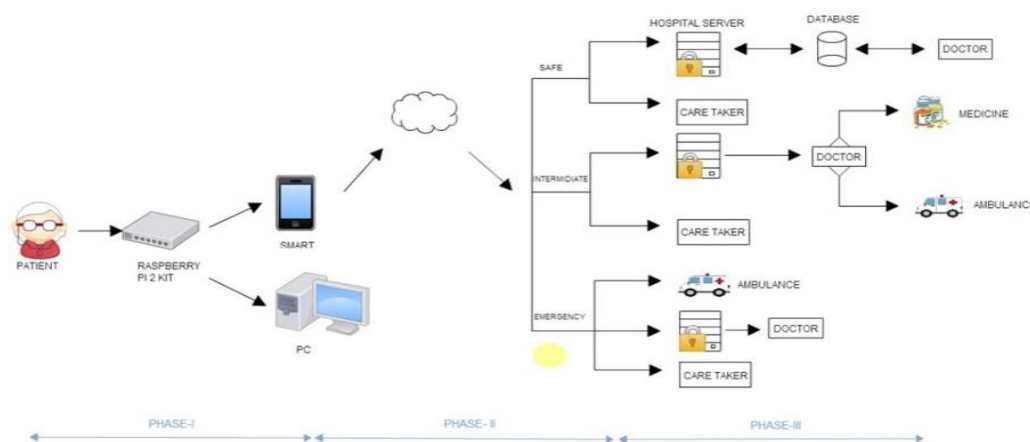 HOSPITAL SERVER
DATABASE
SAFE
DOCTOR
CARE TAKER
MEDICINE
INTERMIDIATE
DOCTOR
AMBULANCE
CARE TAKER
PATIENT
RASPBERRY
PI 2 KIT
SMART
PC
AMBULANCE
EMERGENCY
DOCTOR
CARE TAKER
PHASE-I
PHASE- II
PHASE-III